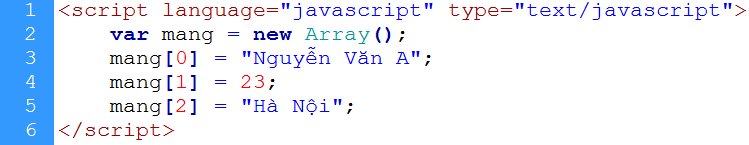 1 <script language="javascript" type="text/javascript">
2     var mang = new Array();
3     mang[0] = "Nguyễn Văn A";
4     mang[1] = 23;
5     mang[2] = "Hà Nội";
6 </script>